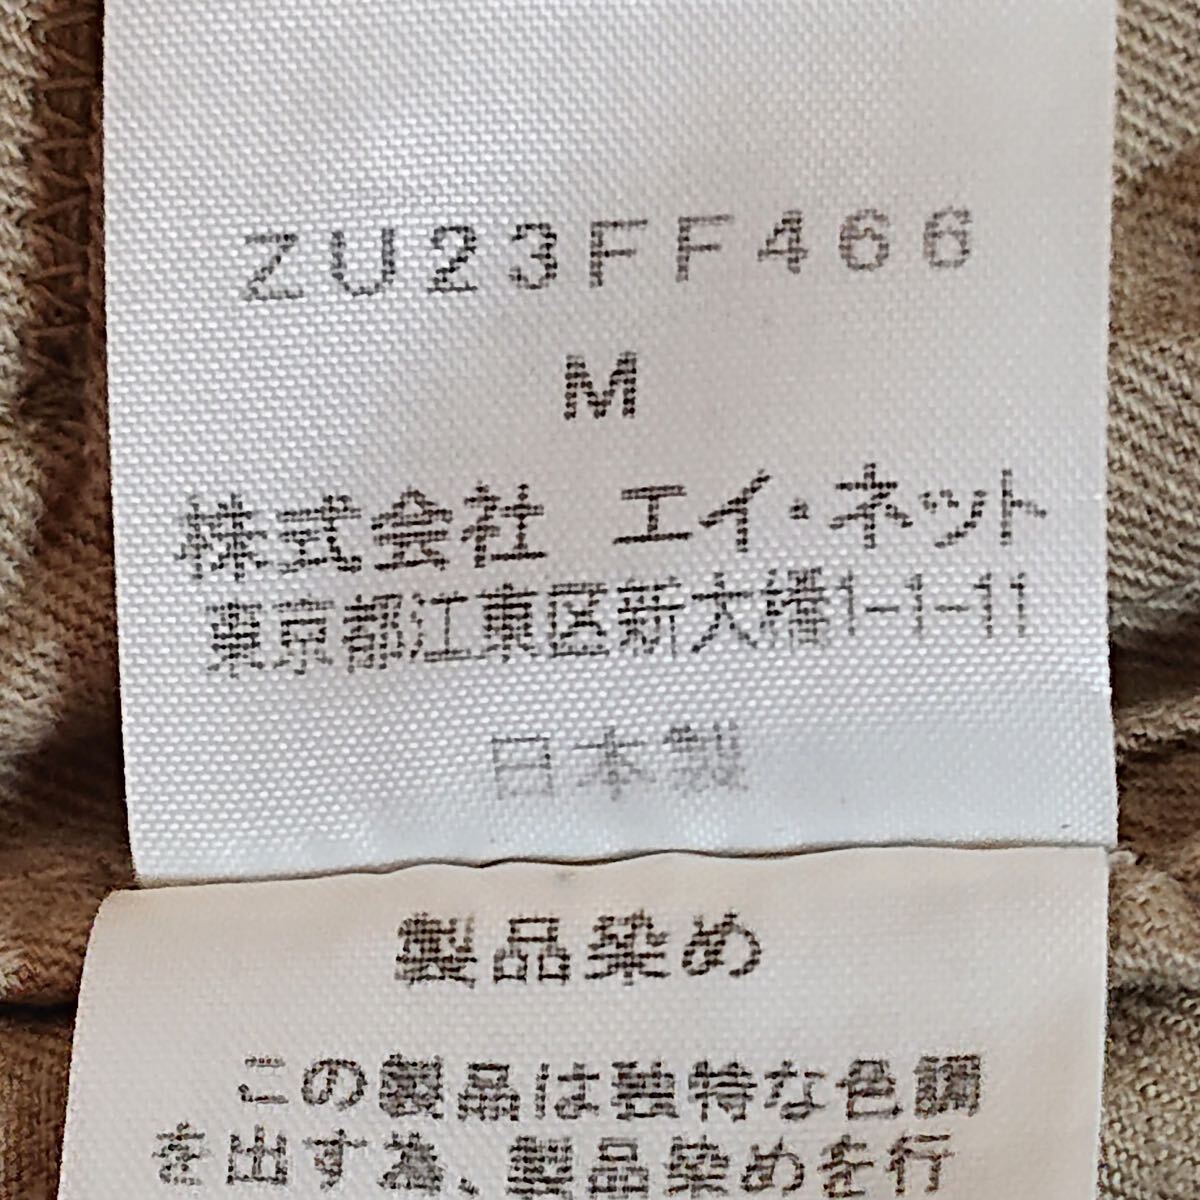 ZU23FF466
M
株式会社 エイ・ネット
東京都江東区新大橋1-1-11
日本製
製品染め
この製品は独特な色調
を出す為、製品染めを行